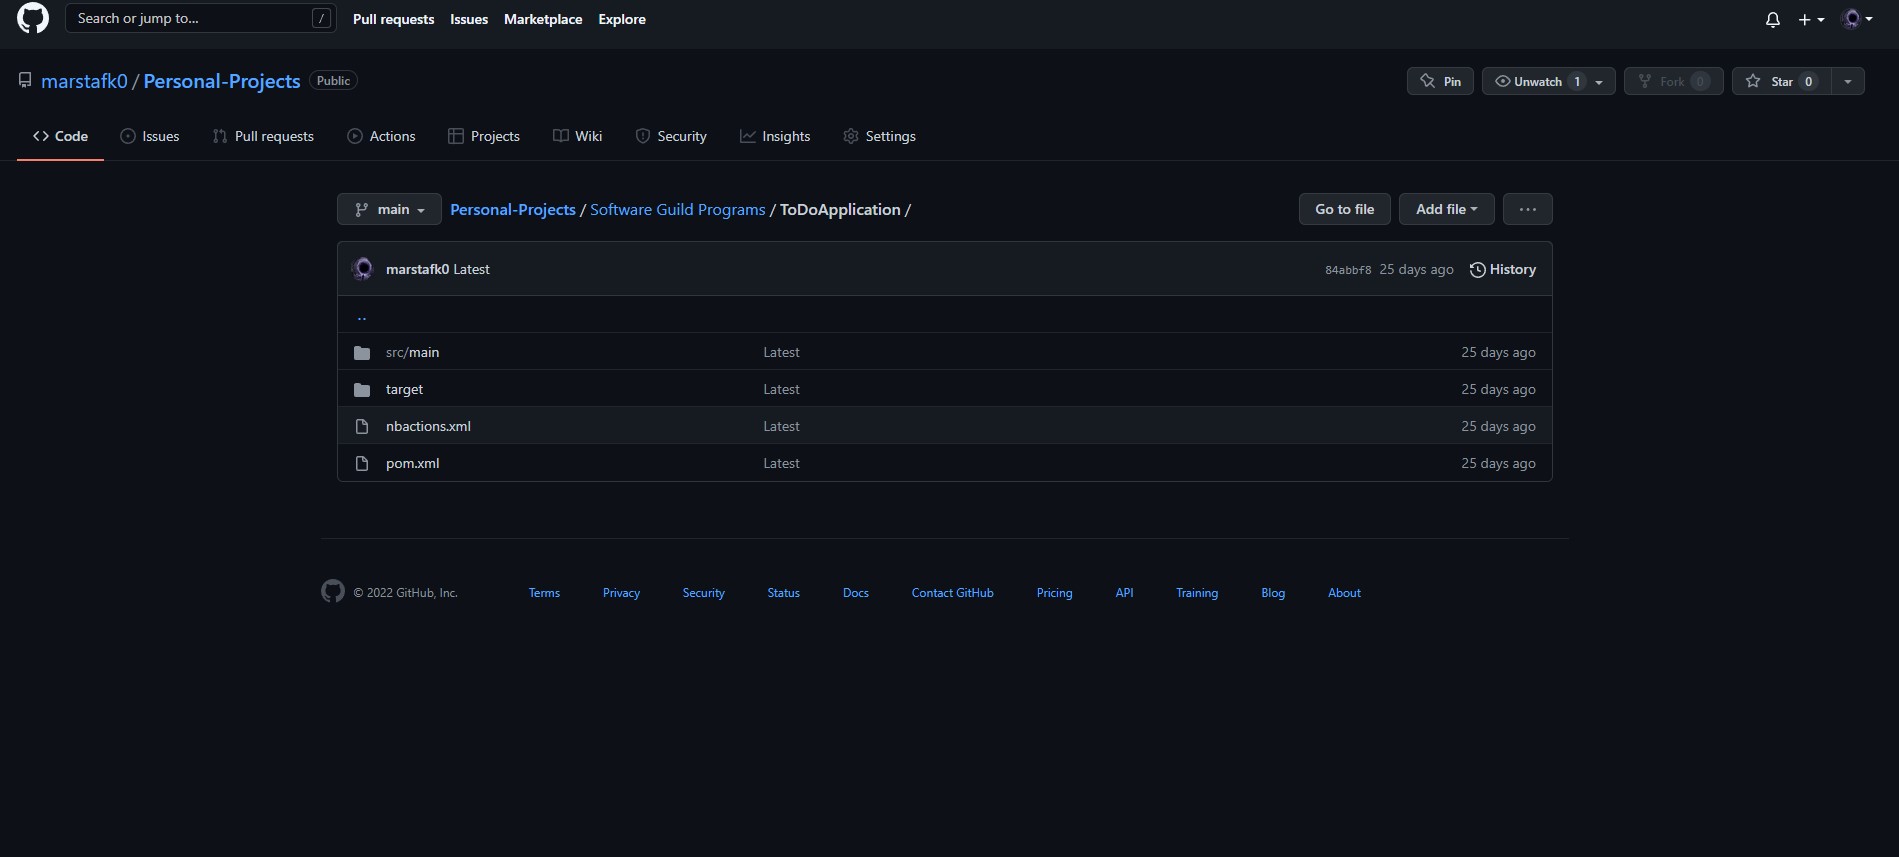 Search or jump to... / Pull requests Issues Marketplace Explore
marstafk0 / Personal-Projects Public Pin Unwatch 1 Fork 0 Star 0
Code Issues Pull requests Actions Projects Wiki Security Insights Settings
main Personal-Projects / Software Guild Programs / ToDoApplication / Go to file Add file ...
marstafk0 Latest 84abbf8 25 days ago History
..
src/main Latest 25 days ago
target Latest 25 days ago
nbactions.xml Latest 25 days ago
pom.xml Latest 25 days ago
© 2022 GitHub, Inc. Terms Privacy Security Status Docs Contact GitHub Pricing API Training Blog About